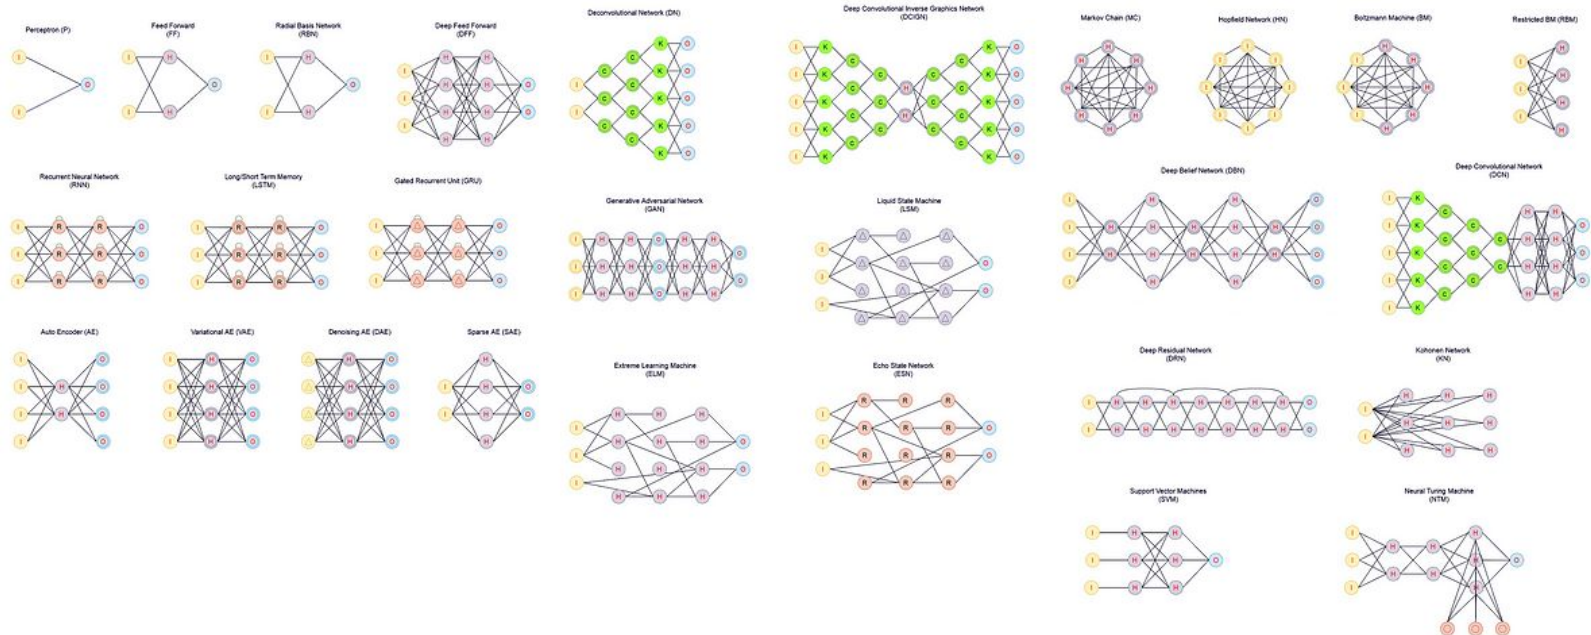 Perceptron (P)
Feed Forward
(FF)
Radial Basis Network
(RBN)
Deep Feed Forward
(DFF)
Deconvolutional Network (DN)
Deep Convolutional Inverse Graphics Network
(DCIGN)
Markov Chain (MC)
Hopfield Network (HN)
Boltzmann Machine (BM)
Restricted BM (RBM)
Recurrent Neural Network
(RNN)
Long/Short Term Memory
(LSTM)
Gated Recurrent Unit (GRU)
Generative Adversarial Network
(GAN)
Liquid State Machine
(LSM)
Deep Belief Network (DBN)
Deep Convolutional Network
(DCN)
Auto Encoder (AE)
Variational AE (VAE)
Denoising AE (DAE)
Sparse AE (SAE)
Extreme Learning Machine
(ELM)
Echo State Network
(ESN)
Deep Residual Network
(DRN)
Kohonen Network
(KN)
Support Vector Machines
(SVM)
Neural Turing Machine
(NTM)